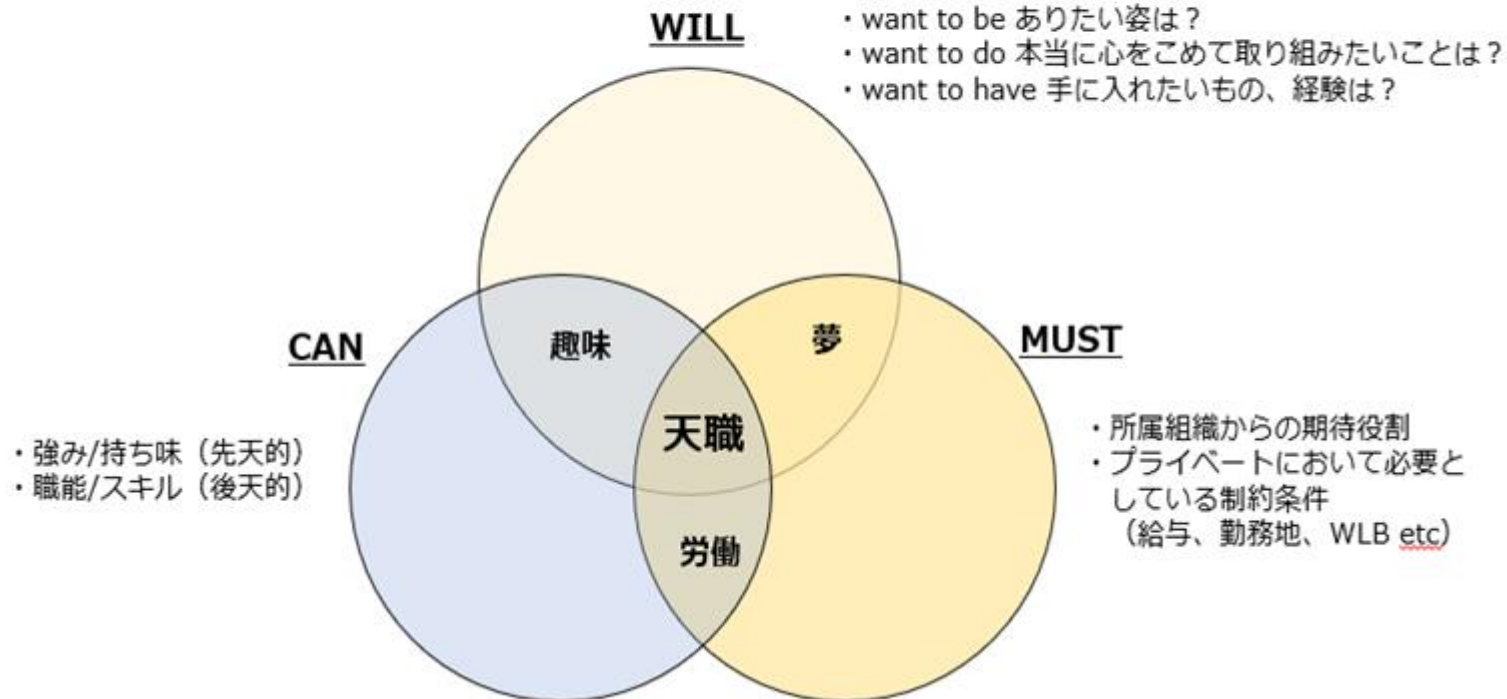 WILL
・want to be ありたい姿は？
・want to do 本当に心をこめて取り組みたいことは？
・want to have 手に入れたいもの、経験は？
CAN
趣味
夢
MUST
天職
・強み/持ち味（先天的）
・職能/スキル（後天的）
・所属組織からの期待役割
・プライベートにおいて必要と
している制約条件
（給与、勤務地、WLB etc）
労働